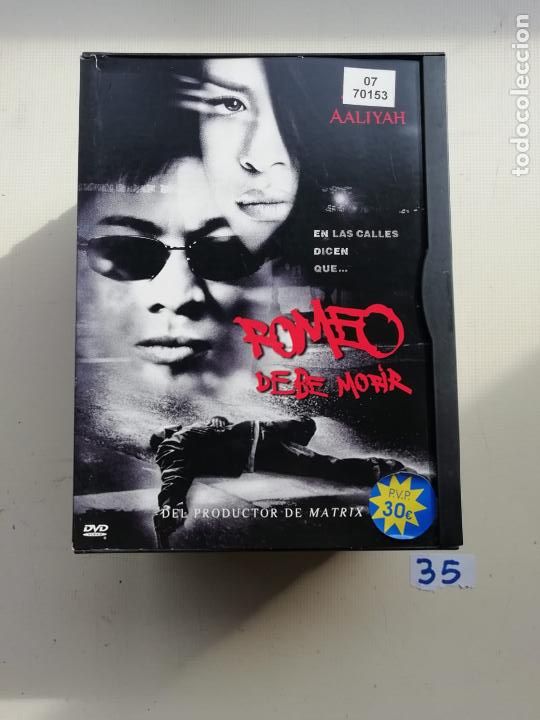 07
70153
AALIYAH
EN LAS CALLES
DICEN
QUE...
ROMEO
DEBE MORIR
DEL PRODUCTOR DE MATRIX
P.V.P.
30€
DVD
VIDEO
35
todocoleccion